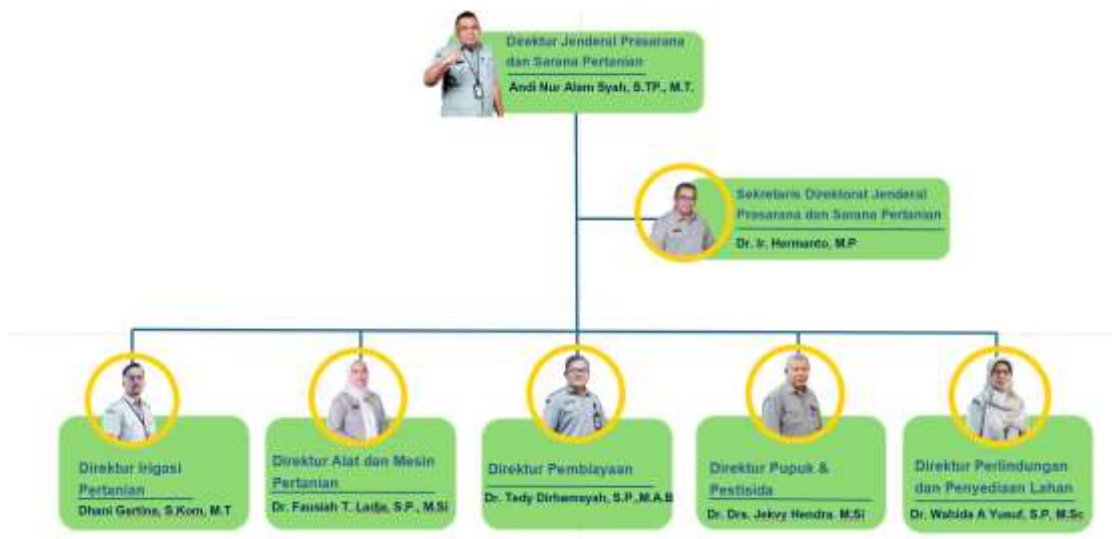 Direktur Jenderal Prasarana
dan Sarana Pertanian
Andi Nur Alam Syah, S.TP., M.T.
Sekretaris Direktorat Jenderal
Prasarana dan Sarana Pertanian
Dr. Ir. Hermanto, M.P
Direktur Irigasi
Pertanian
Dhani Gartina, S.Kom, M.T
Direktur Alat dan Mesin
Pertanian
Dr. Fausiah T. Ladja, S.P., M.Si
Direktur Pembiayaan
Dr. Tedy Dirhamsyah, S.P.,M.A.B
Direktur Pupuk &
Pestisida
Dr. Drs. Jekvy Hendra. M.Si
Direktur Perlindungan
dan Penyediaan Lahan
Dr. Wahida A Yusuf, S.P, M.Sc